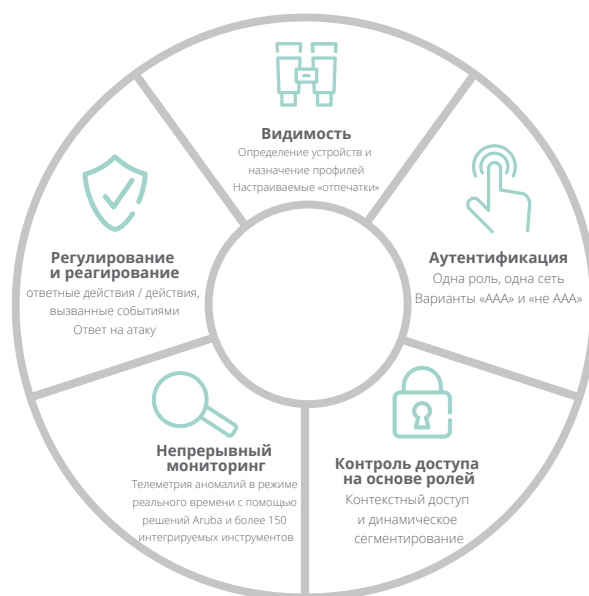 Видимость
Определение устройств и
назначение профилей
Настраиваемые «отпечатки»
Аутентификация
Одна роль, одна сеть
Варианты «AAA» и «не AAA»
Контроль доступа
на основе ролей
Контекстный доступ
и динамическое
сегментирование
Непрерывный
мониторинг
Телеметрия аномалий в режиме
реального времени с помощью
решений Aruba и более 150
интегрируемых инструментов
Регулирование
и реагирование
ответные действия / действия,
вызванные событиями
Ответ на атаку